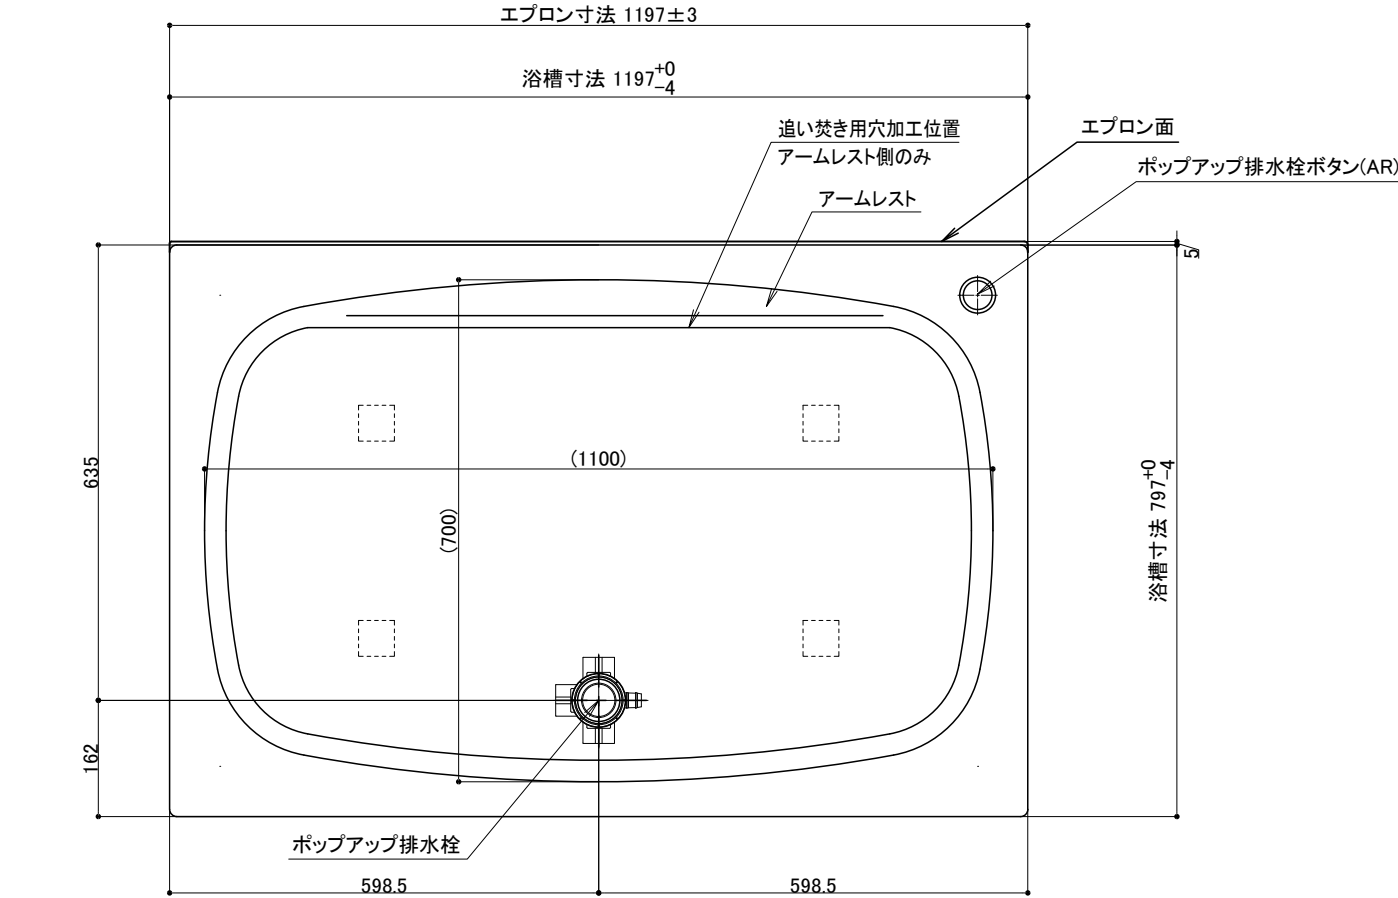 エプロン寸法 1197±3
浴槽寸法 1197+0 -4
追い焚き用穴加工位置
アームレスト側のみ
エプロン面
ポップアップ排水栓ボタン(AR)
アームレスト
5
(1100)
635
(700)
浴槽寸法 797+0 -4
162
ポップアップ排水栓
598.5
598.5